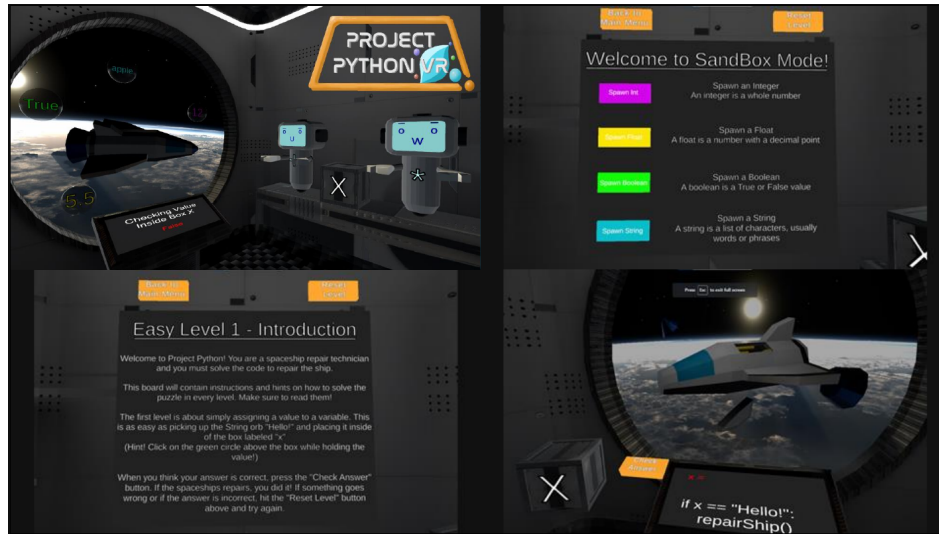 PROJECT
PYTHON VR
apple
True
12
5.5
X
Checking Value
Inside Box X
False
Back to
Main Menu
Reset
Level
Welcome to SandBox Mode!
Spawn Int
Spawn an Integer
An integer is a whole number
Spawn Float
Spawn a Float
A float is a number with a decimal point
Spawn Boolean
Spawn a Boolean
A boolean is a True or False value
Spawn String
Spawn a String
A string is a list of characters, usually
words or phrases
X
Back to
Main Menu
Reset
Level
Easy Level 1 - Introduction
Welcome to Project Python! You are a spaceship repair technician
and you must solve the code to repair the ship.
This board will contain instructions and hints on how to solve the
puzzle in every level. Make sure to read them!
The first level is about simply assigning a value to a variable. This
is as easy as picking up the String orb "Hello!" and placing it inside
of the box labeled "x"
(Hint! Click on the green circle above the box while holding the
value!)
When you think your answer is correct, press the "Check Answer"
button. If the spaceships repairs, you did it! If something goes
wrong or if the answer is incorrect, hit the "Reset Level" button
above and try again.
Press Esc to exit full screen
X
Check
Answer
x =
if x == "Hello!":
repairShip()